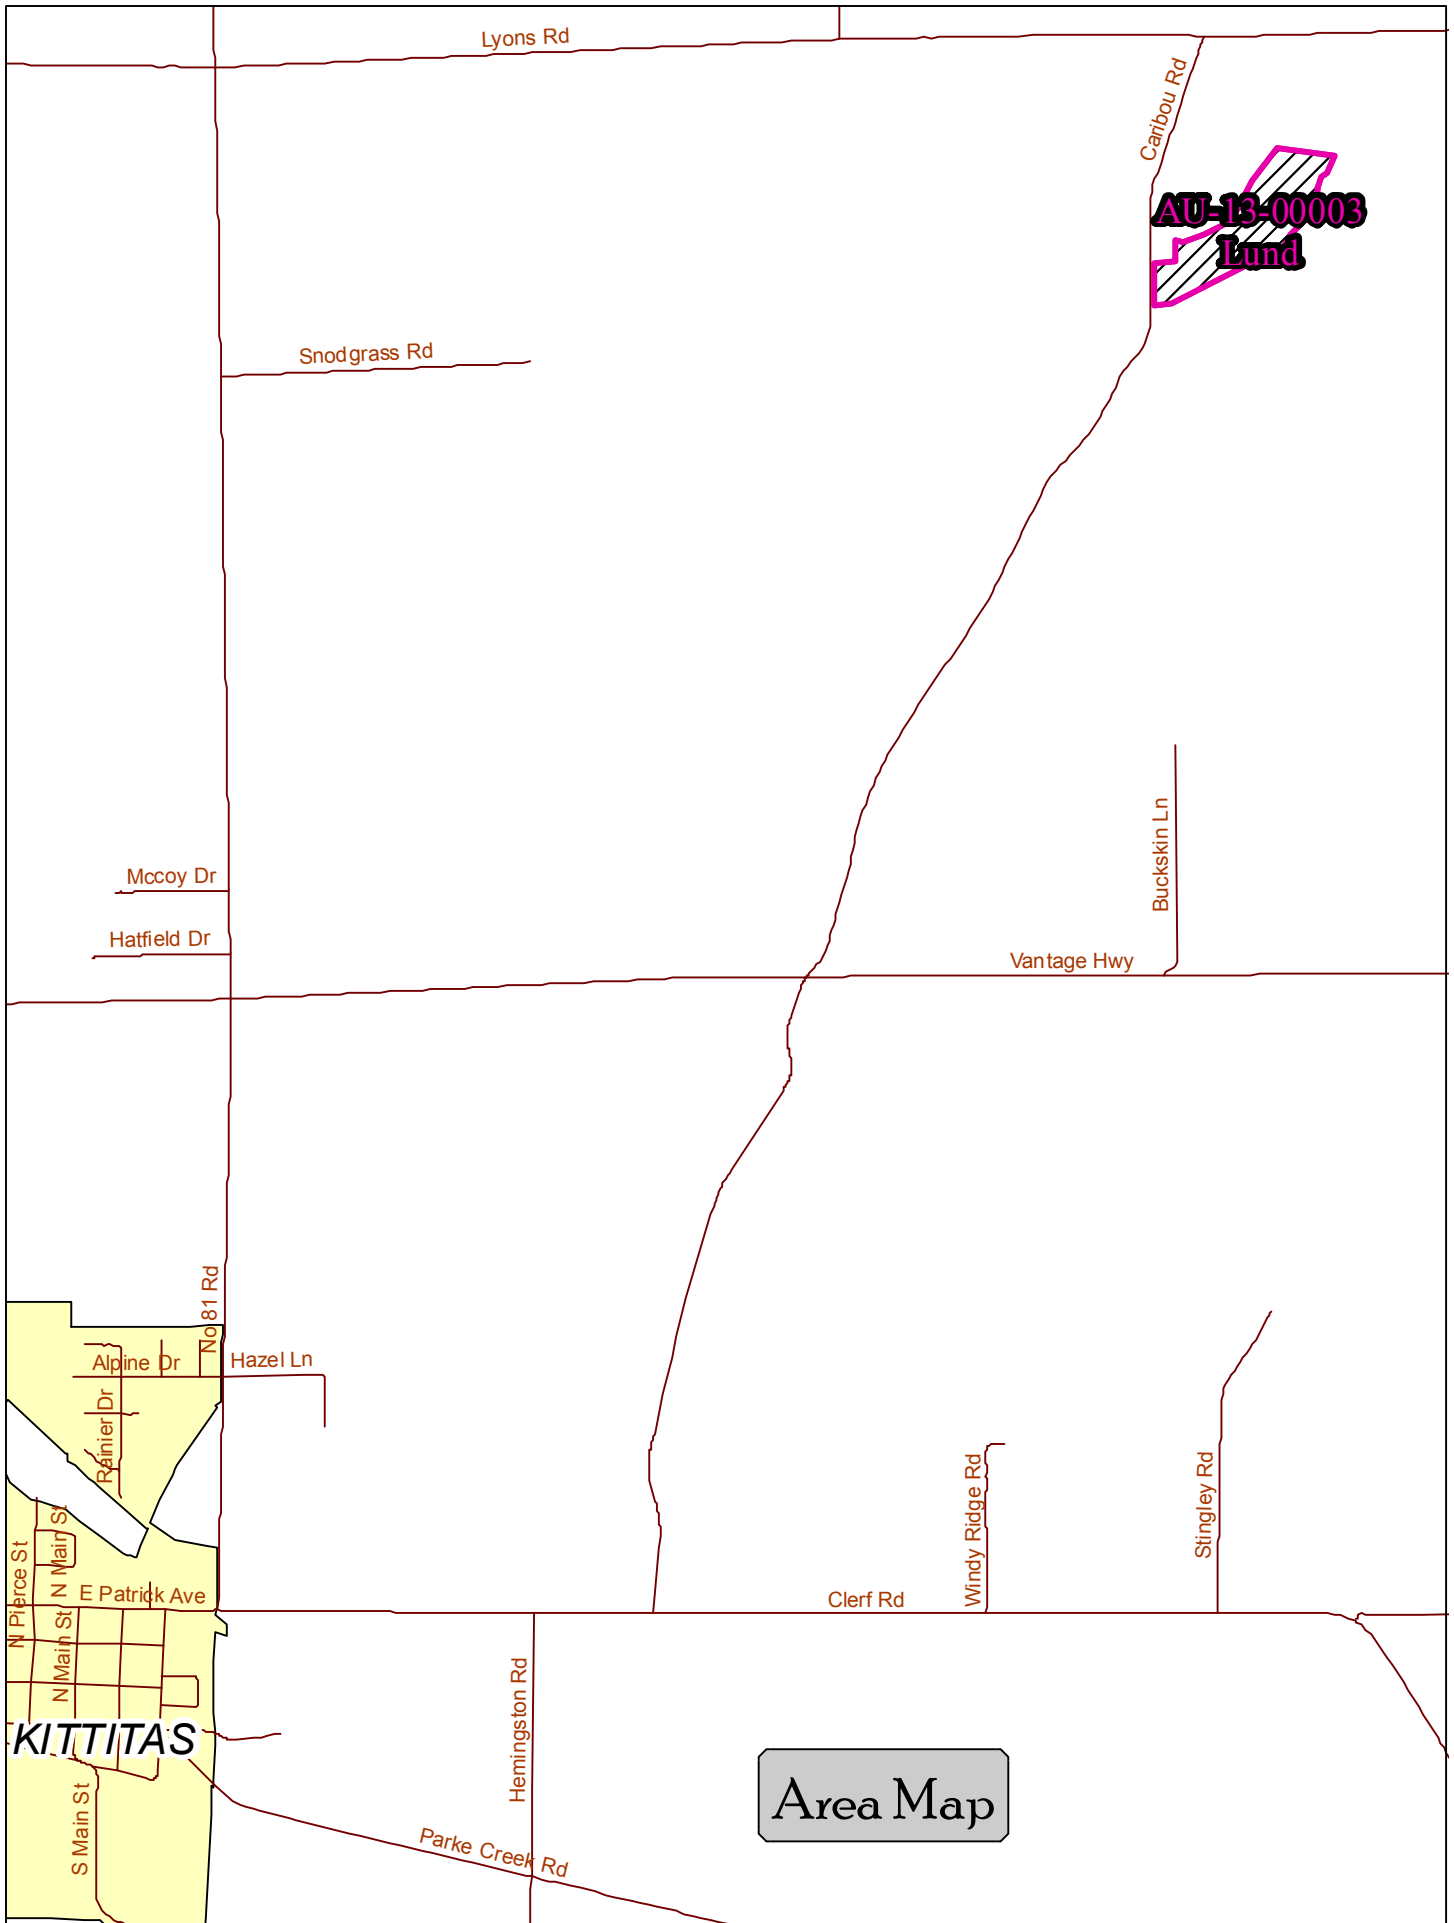 Lyons Rd
Caribou Rd
AU-13-00003
Lund
Snodgrass Rd
Buckskin Ln
Mccoy Dr
Hatfield Dr
Vantage Hwy
No 81 Rd
Alpine Dr
Hazel Ln
Rainier Dr
Windy Ridge Rd
Stingley Rd
N Main St
N Pierce St
E Patrick Ave
Clerf Rd
N Main St
Hemingston Rd
KITTITAS
S Main St
Area Map
Parke Creek Rd